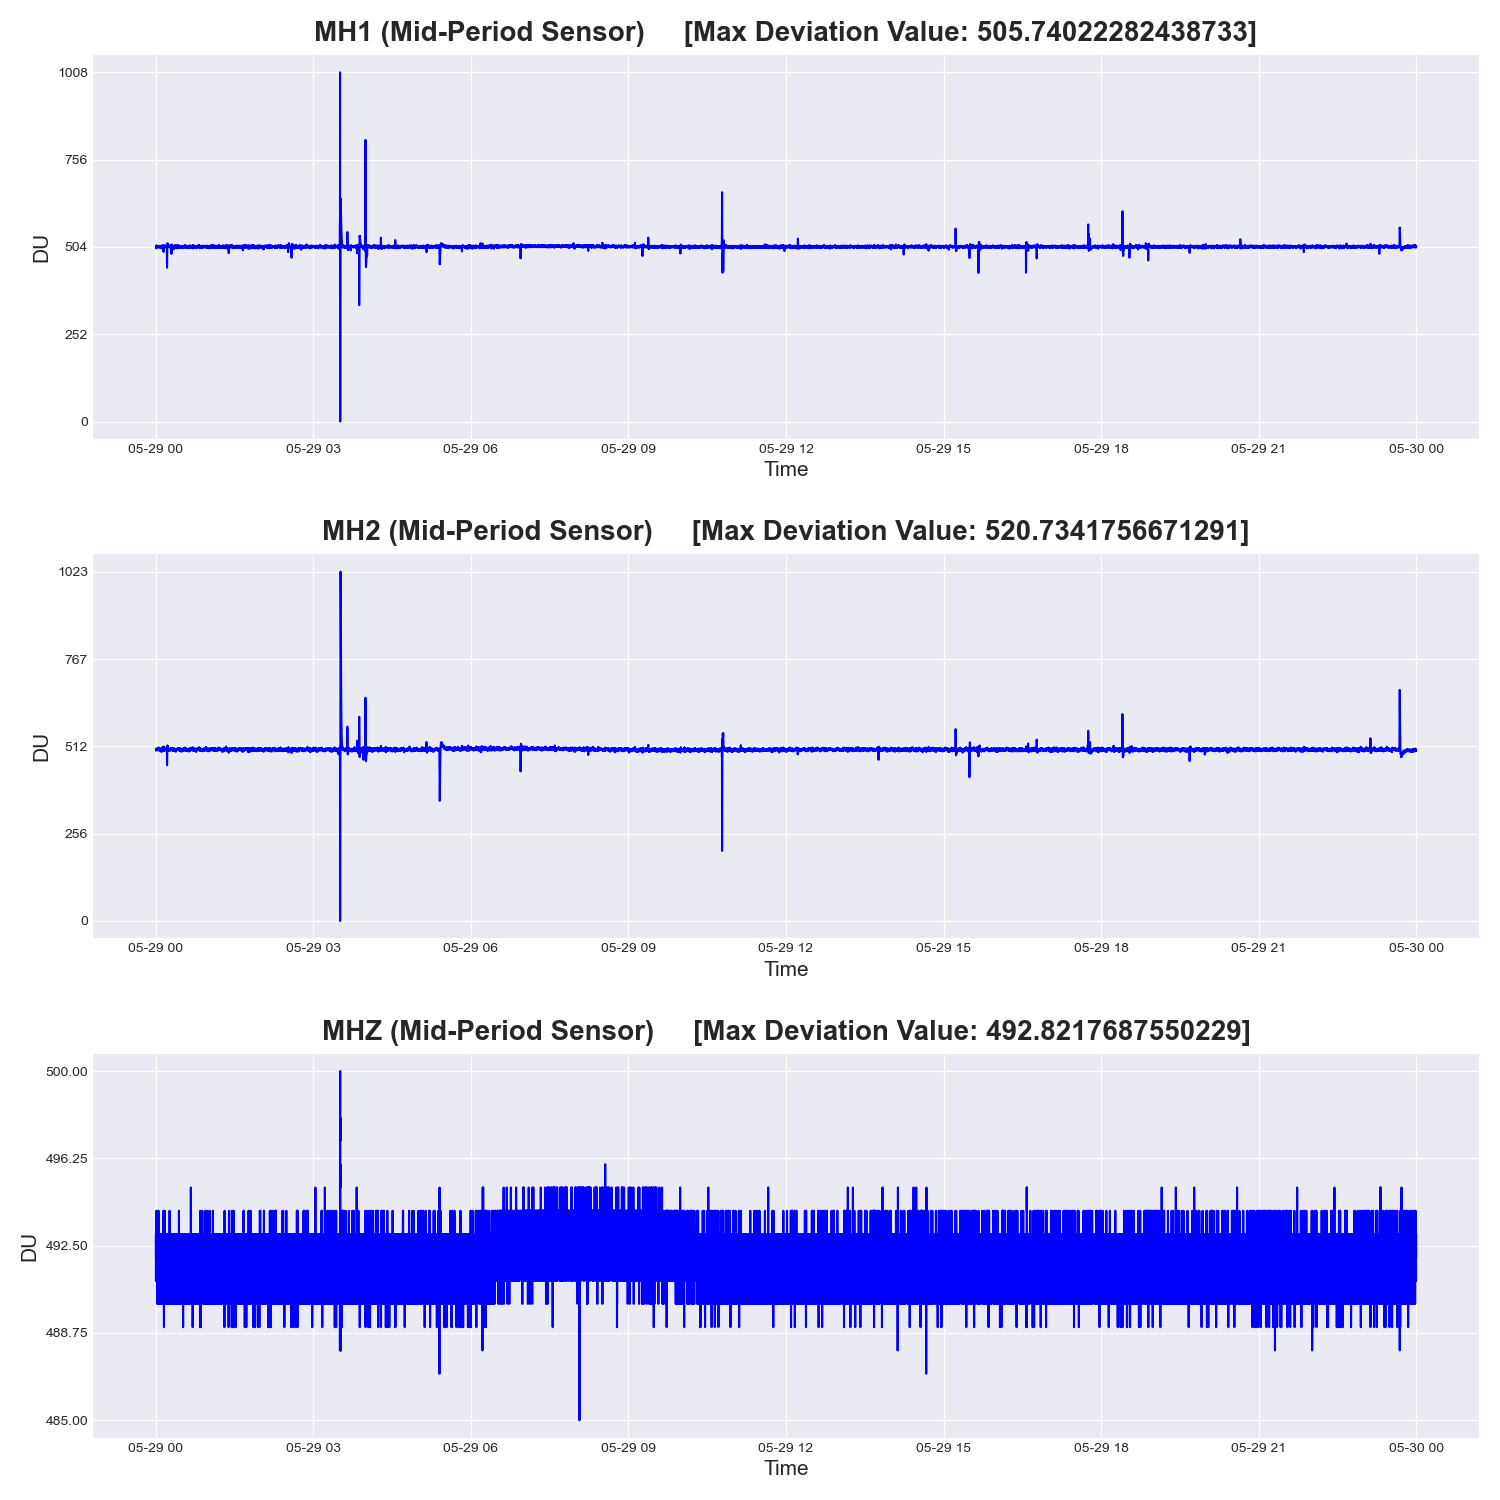 MH1 (Mid-Period Sensor) [Max Deviation Value: 505.74022282438733]
1008
756
504
252
0
DU
05-29 00 05-29 03 05-29 06 05-29 09 05-29 12 05-29 15 05-29 18 05-29 21 05-30 00
Time
MH2 (Mid-Period Sensor) [Max Deviation Value: 520.7341756671291]
1023
767
512
256
0
DU
05-29 00 05-29 03 05-29 06 05-29 09 05-29 12 05-29 15 05-29 18 05-29 21 05-30 00
Time
MHZ (Mid-Period Sensor) [Max Deviation Value: 492.8217687550229]
500.00
496.25
492.50
488.75
485.00
DU
05-29 00 05-29 03 05-29 06 05-29 09 05-29 12 05-29 15 05-29 18 05-29 21 05-30 00
Time